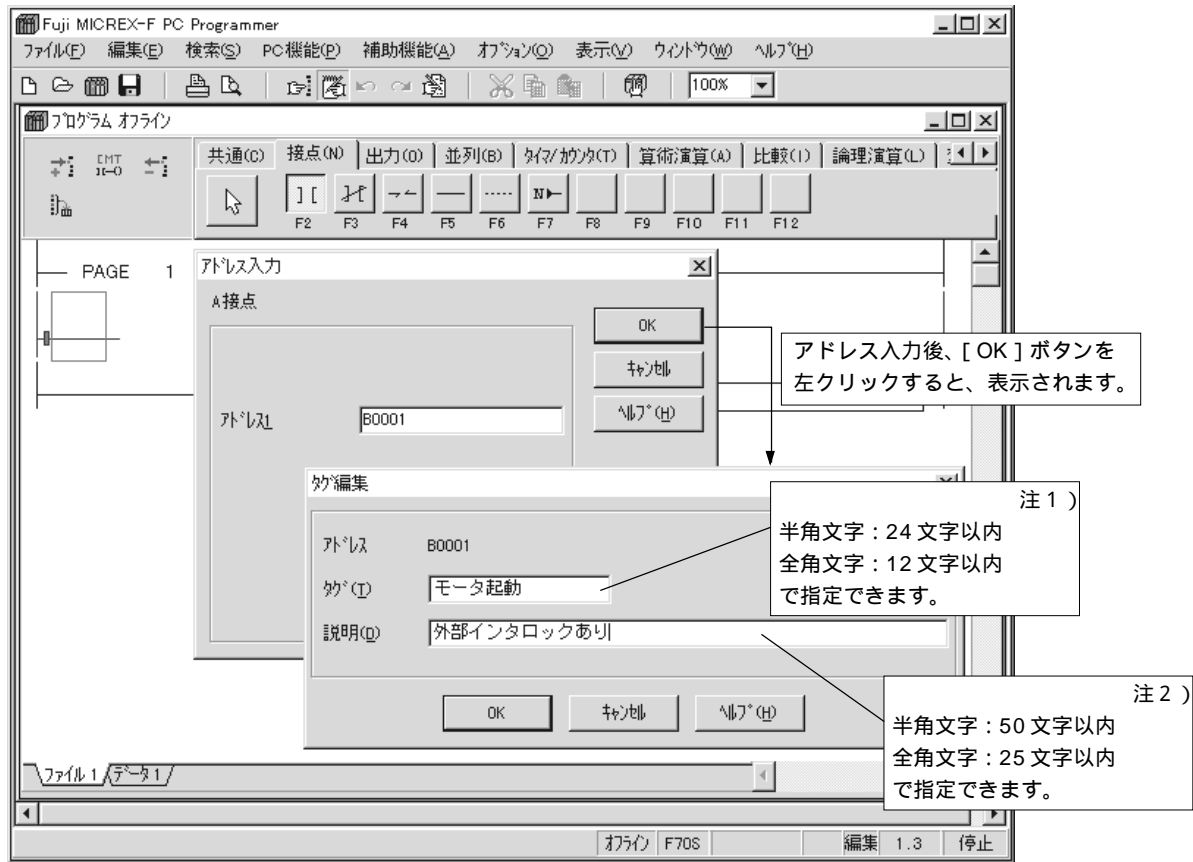 Fuji MICREX-F PC Programmer
ﾌｧｲﾙ(F) 編集(E) 検索(S) PC機能(P) 補助機能(A) ｵﾌﾟｼｮﾝ(O) 表示(V) ｳｨﾝﾄﾞｳ(W) ﾍﾙﾌﾟ(H)
100%
ﾌﾟﾛｸﾞﾗﾑ ｵﾌﾗｲﾝ
共通(C) 接点(N) 出力(O) 並列(B) ﾀｲﾏ/ｶｳﾝﾀ(T) 算術演算(A) 比較(I) 論理演算(L)
CMT
N
F2 F3 F4 F5 F6 F7 F8 F9 F10 F11 F12
PAGE 1
ｱﾄﾞﾚｽ入力
A接点
OK
ｷｬﾝｾﾙ
ﾍﾙﾌﾟ(H)
ｱﾄﾞﾚｽ1 B0001
アドレス入力後、[ OK ] ボタンを
左クリックすると、表示されます。
ﾀｸﾞ編集
ｱﾄﾞﾚｽ B0001
ﾀｸﾞ(T) モータ起動
説明(D) 外部インタロックあり
OK ｷｬﾝｾﾙ ﾍﾙﾌﾟ(H)
注1 )
半角文字 : 24 文字以内
全角文字 : 12 文字以内
で指定できます。
注2 )
半角文字 : 50 文字以内
全角文字 : 25 文字以内
で指定できます。
ﾌｧｲﾙ 1 ﾃﾞｰﾀ 1
ｵﾌﾗｲﾝ F70S 編集 1.3 停止